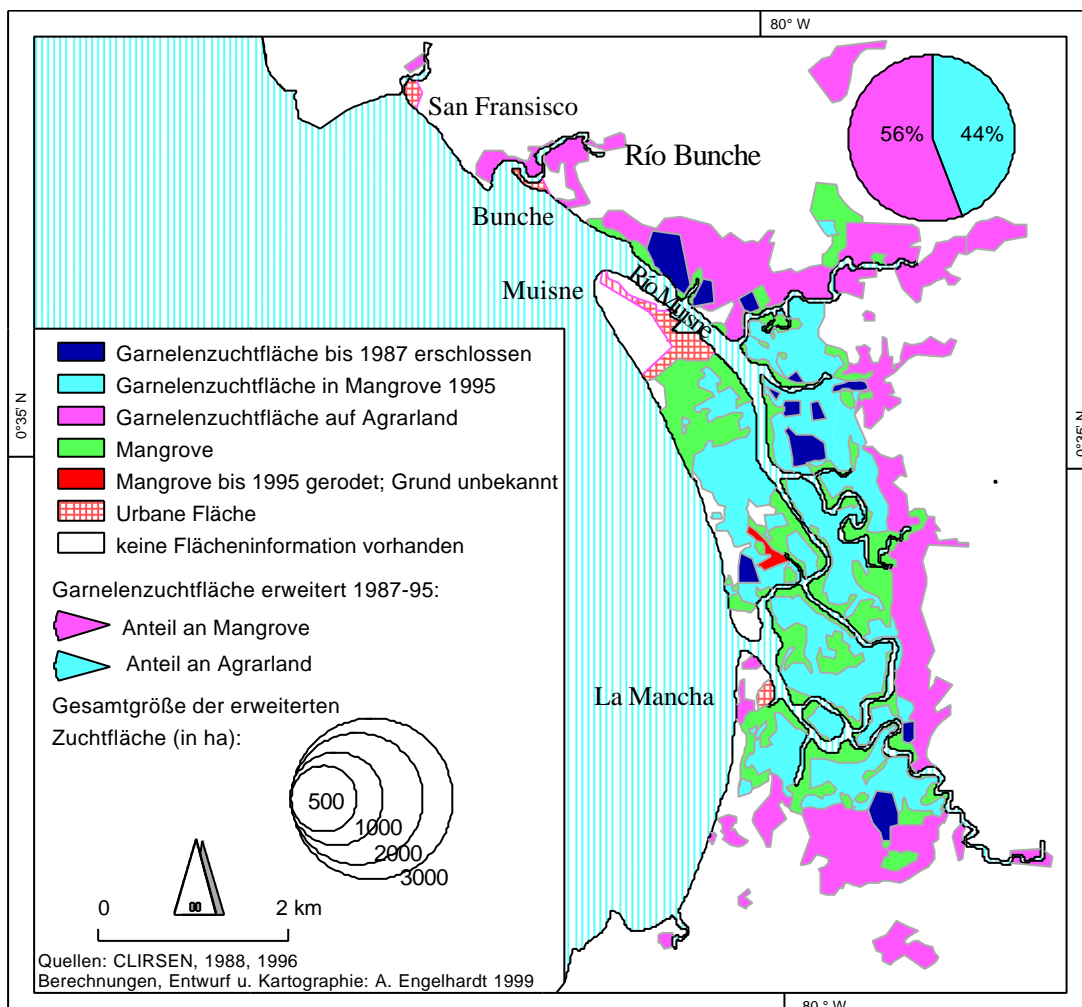 80° W
San Fransisco
56%
44%
Río Bunche
Bunche
Muisne
Río Muisne
Garnelenzuchtfläche bis 1987 erschlossen
Garnelenzuchtfläche in Mangrove 1995
Garnelenzuchtfläche auf Agrarland
Mangrove
Mangrove bis 1995 gerodet; Grund unbekannt
Urbane Fläche
keine Flächeninformation vorhanden
0°35' N
0°35' N
Garnelenzuchtfläche erweitert 1987-95:
Anteil an Mangrove
Anteil an Agrarland
La Mancha
Gesamtgröße der erweiterten
Zuchtfläche (in ha):
500
1000
2000
3000
0 2 km
Quellen: CLIRSEN, 1988, 1996
Berechnungen, Entwurf u. Kartographie: A. Engelhardt 1999
80 ° W